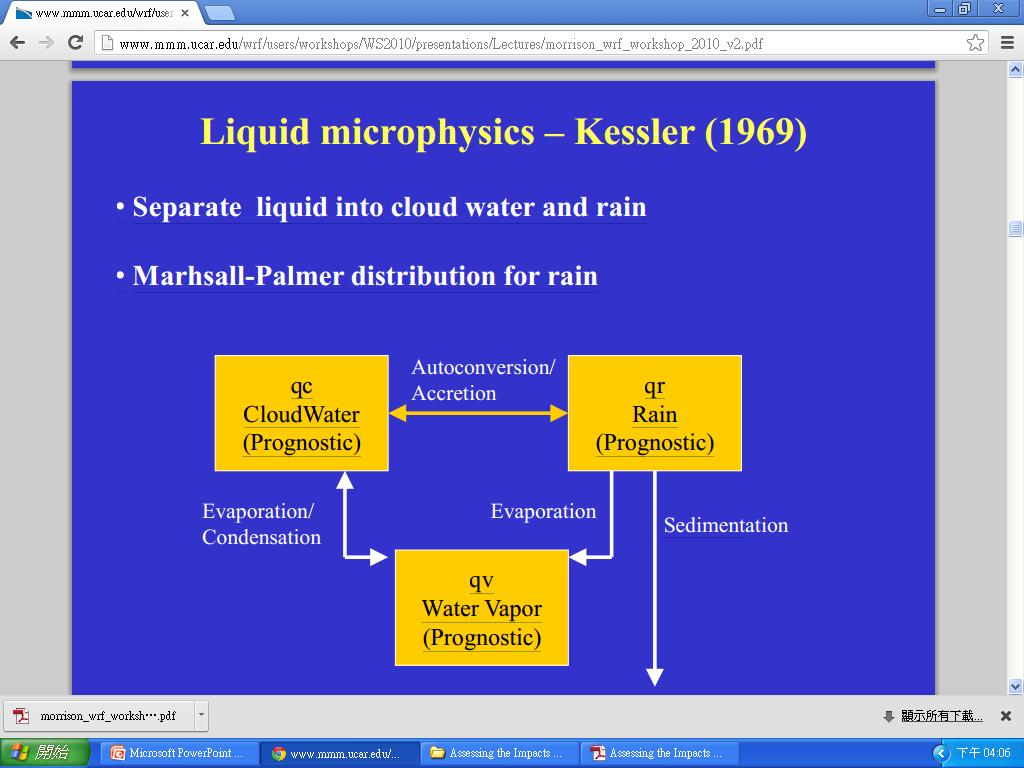 www.mmm.ucar.edu/wrf/user
www.mmm.ucar.edu/wrf/users/workshops/WS2010/presentations/Lectures/morrison_wrf_workshop_2010_v2.pdf
Liquid microphysics – Kessler (1969)
• Separate liquid into cloud water and rain
• Marhsall-Palmer distribution for rain
Autoconversion/
Accretion
qc
CloudWater
(Prognostic)
qr
Rain
(Prognostic)
Evaporation/
Condensation
Evaporation
Sedimentation
qv
Water Vapor
(Prognostic)
morrison_wrf_worksh⋯.pdf
顯示所有下載...
開始
Microsoft PowerPoint ...
www.mmm.ucar.edu/...
Assessing the Impacts ...
Assessing the Impacts ...
下午 04:06